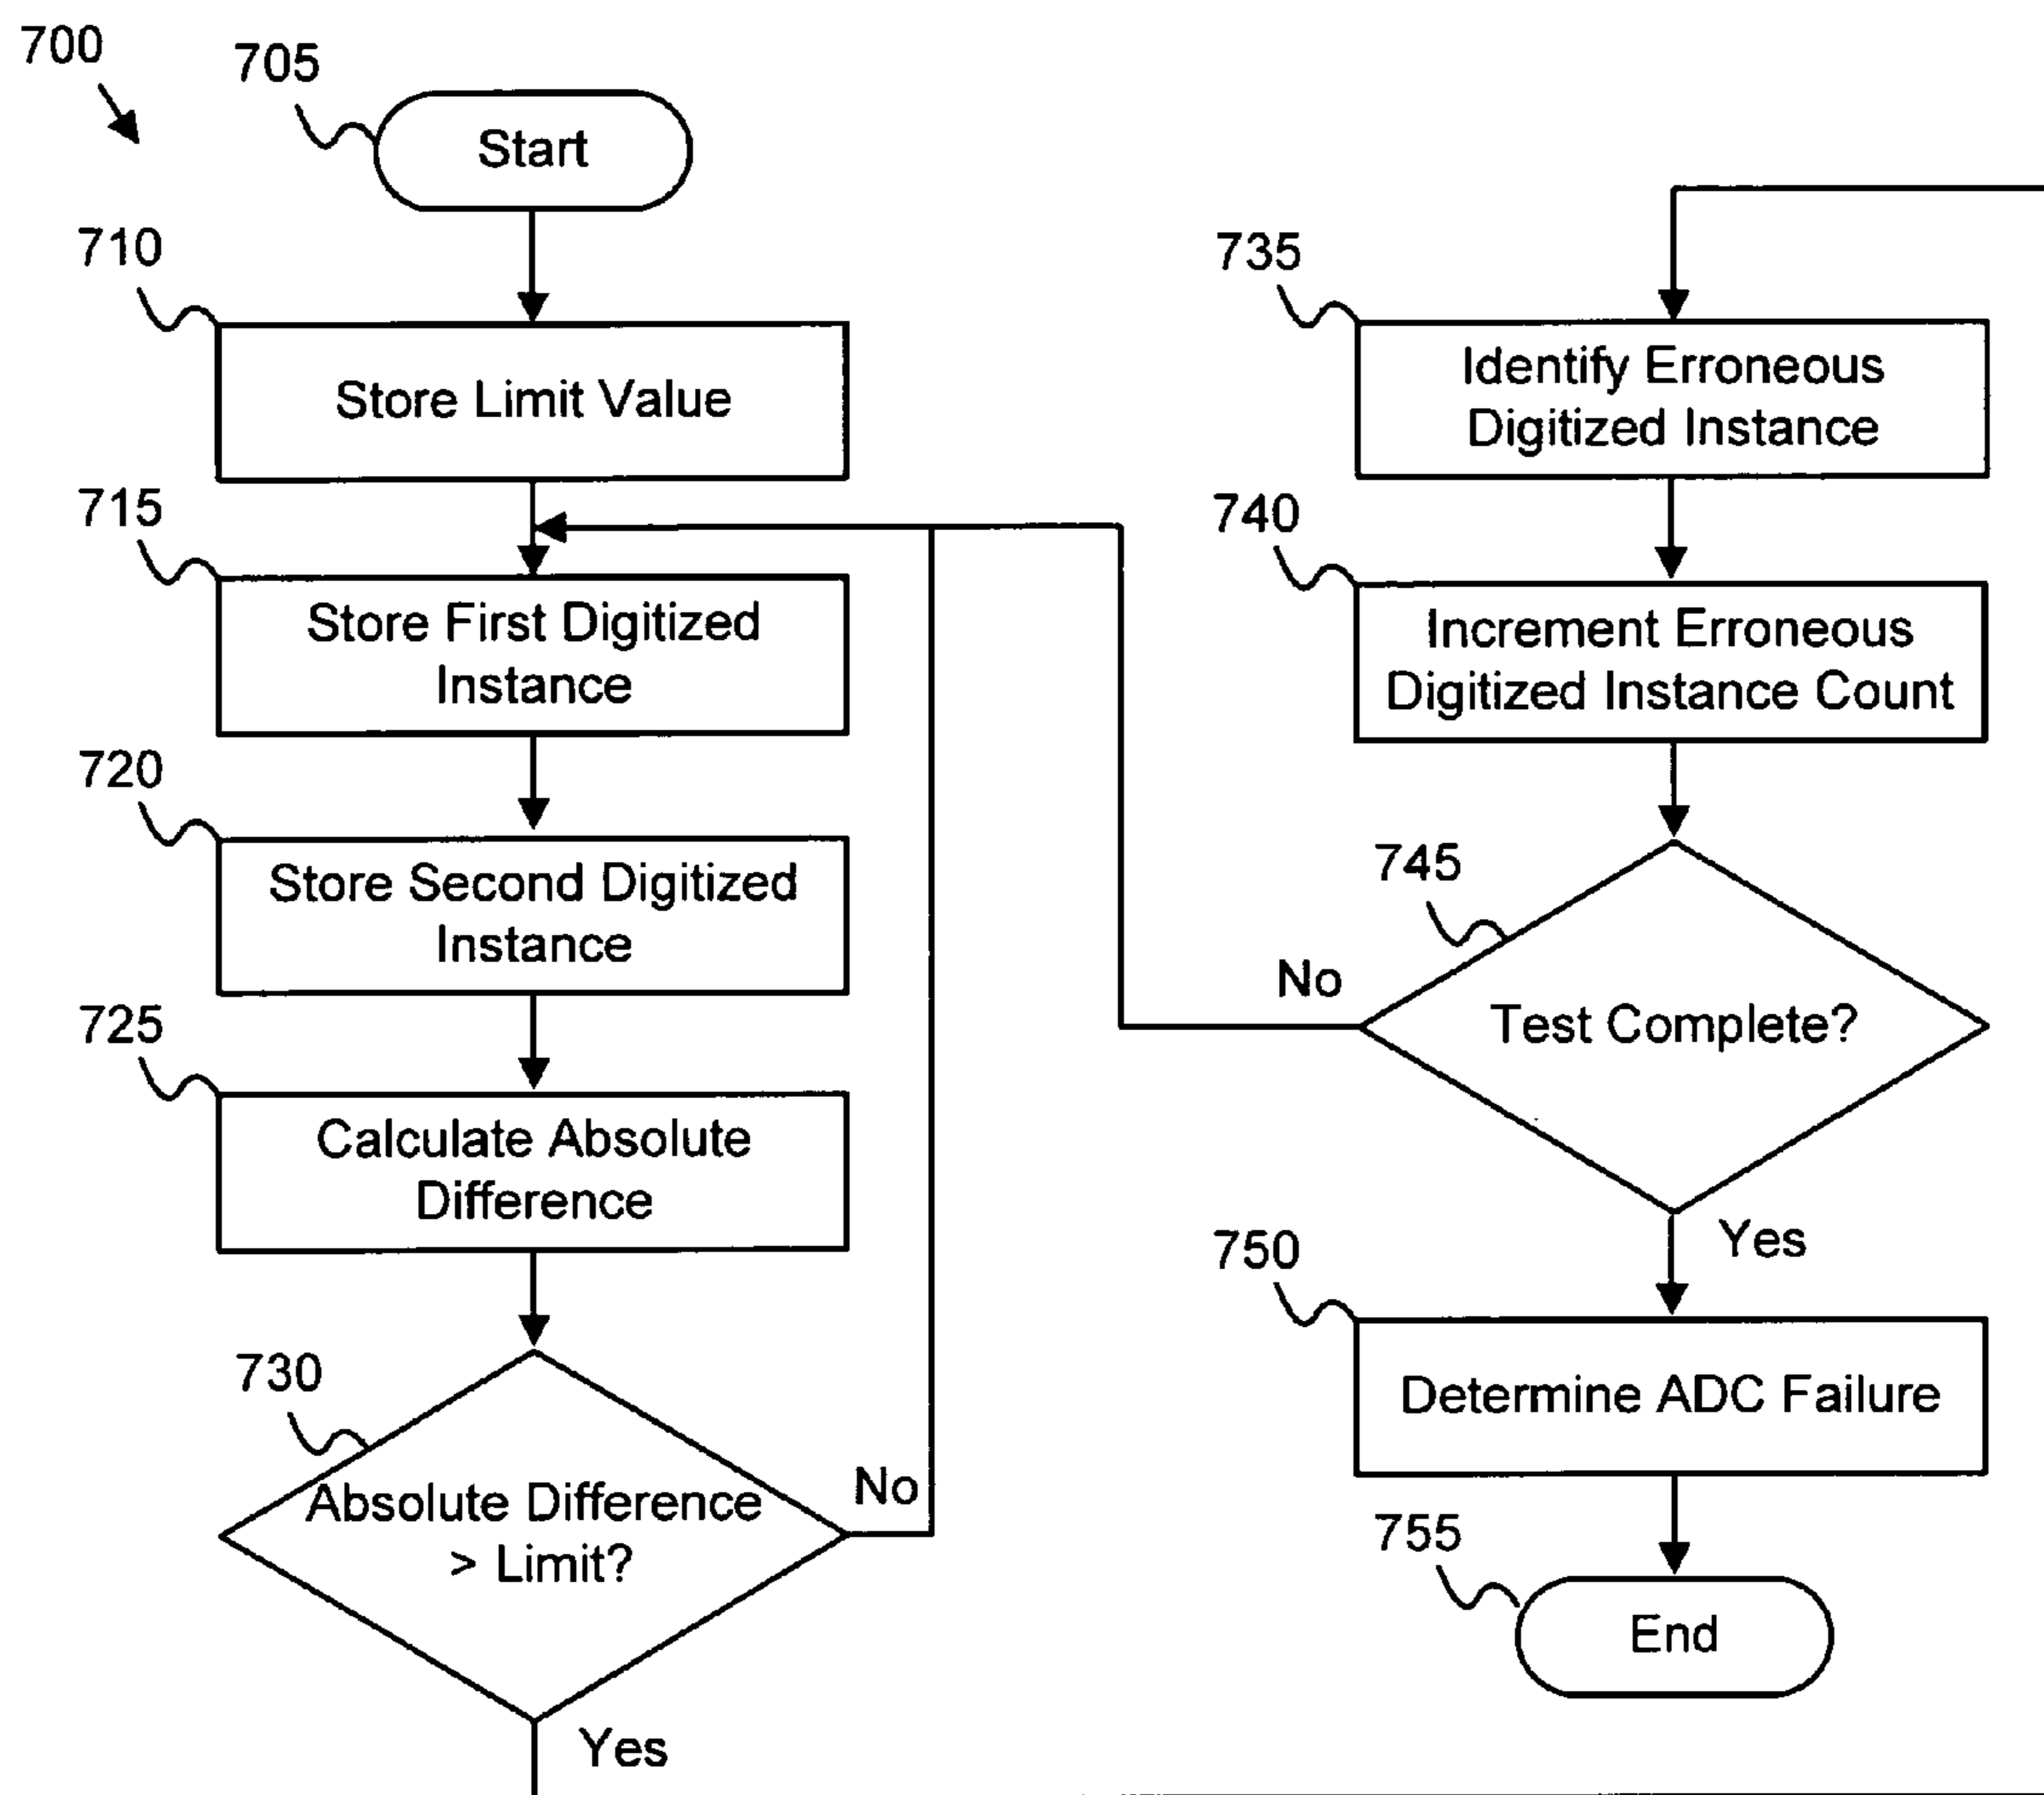 700
705
Start
710
Store Limit Value
715
Store First Digitized
Instance
720
Store Second Digitized
Instance
725
Calculate Absolute
Difference
730
Absolute Difference
> Limit?
No
Yes
735
Identify Erroneous
Digitized Instance
740
Increment Erroneous
Digitized Instance Count
745
No
Test Complete?
Yes
750
Determine ADC Failure
755
End